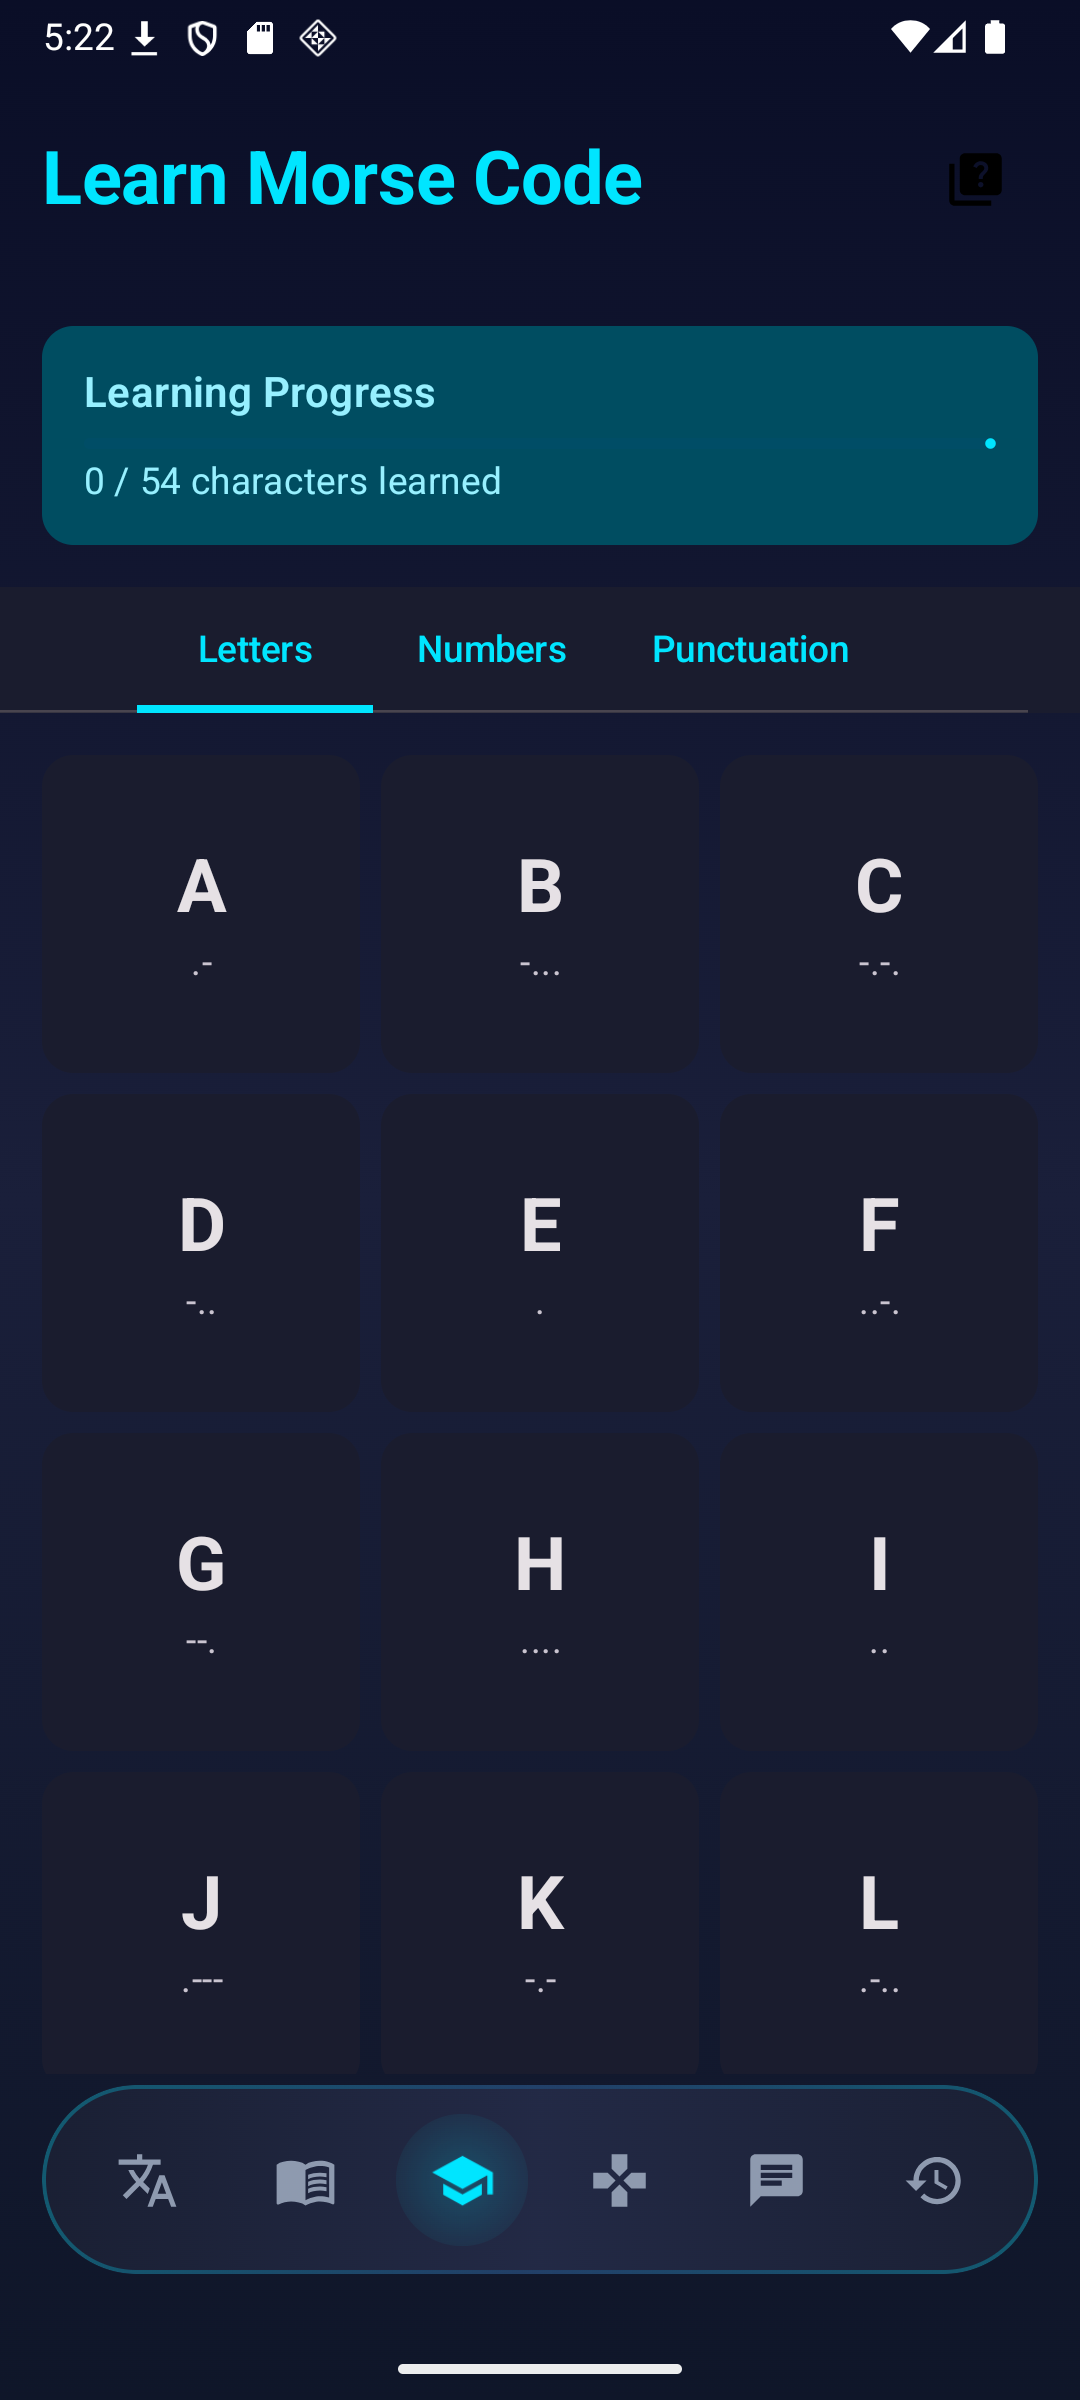 5:22
Learn Morse Code
Learning Progress
0 / 54 characters learned
Letters Numbers Punctuation
A B C
.- -... -.-.
D E F
-.. . ..-.
G H I
--. .... ..
J K L
.--- -.- .-..